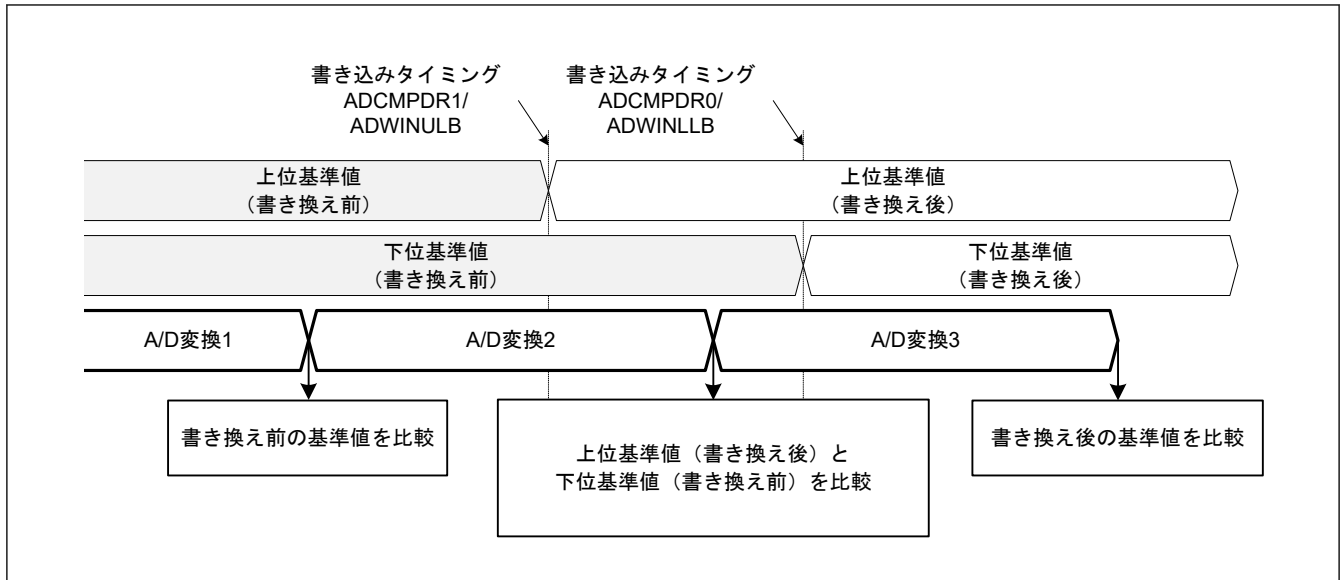 書き込みタイミング
ADCMPDR1/
ADWINULB
書き込みタイミング
ADCMPDR0/
ADWINLLB
上位基準値
（書き換え前）
上位基準値
（書き換え後）
下位基準値
（書き換え前）
下位基準値
（書き換え後）
A/D変換1
A/D変換2
A/D変換3
書き換え前の基準値を比較
上位基準値（書き換え後）と
下位基準値（書き換え前）を比較
書き換え後の基準値を比較